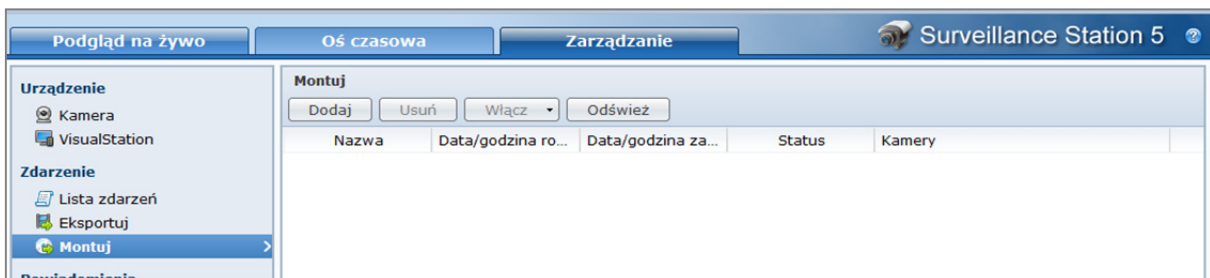 Podgląd na żywo Oś czasowa Zarządzanie Surveillance Station 5 ?
Urządzenie
Kamera
VisualStation
Zdarzenie
Lista zdarzeń
Eksportuj
Montuj
Powiadomienia
Montuj
Dodaj Usuń Włącz Odśwież
Nazwa Data/godzina ro... Data/godzina za... Status Kamery